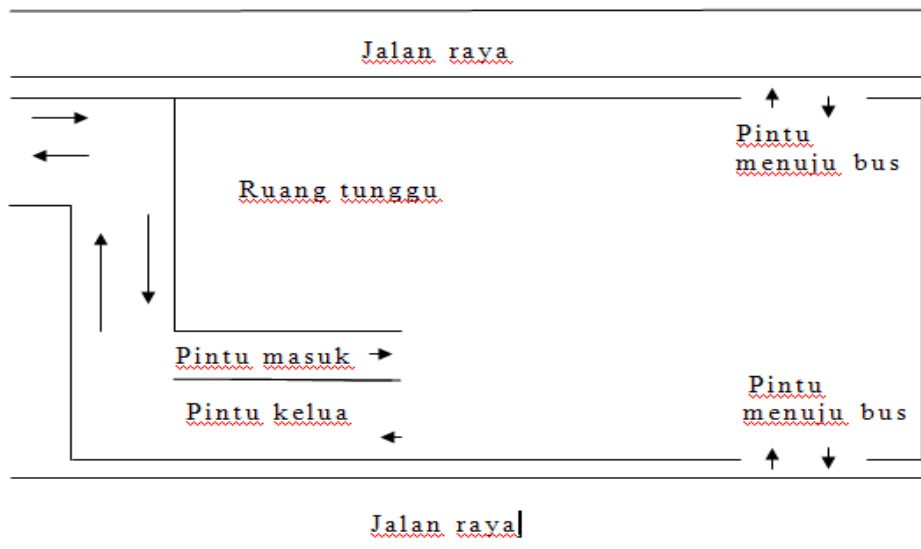 Jalan raya
Pintu
menuju bus
Ruang tunggu
Pintu masuk
Pintu kelua
Pintu
menuju bus
Jalan raya